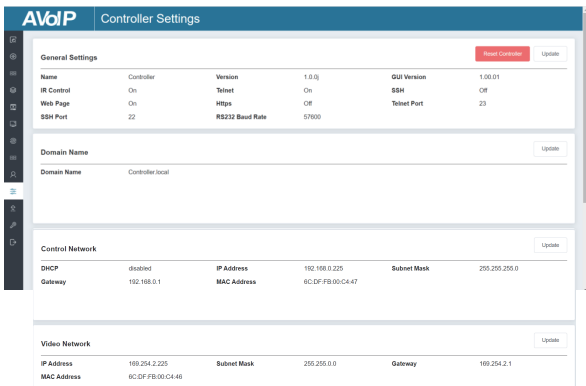 AVoIP Controller Settings
General Settings Reset Controller Update
Name Controller Version 1.0.0j GUI Version 1.00.01
IR Control On Telnet On SSH Off
Web Page On Https Off Telnet Port 23
SSH Port 22 RS232 Baud Rate 57600
Domain Name Update
Domain Name Controller.local
Control Network Update
DHCP disabled IP Address 192.168.0.225 Subnet Mask 255.255.255.0
Gateway 192.168.0.1 MAC Address 6C:DF:FB:00:C4:47
Video Network Update
IP Address 169.254.2.225 Subnet Mask 255.255.0.0 Gateway 169.254.2.1
MAC Address 6C:DF:FB:00:C4:46